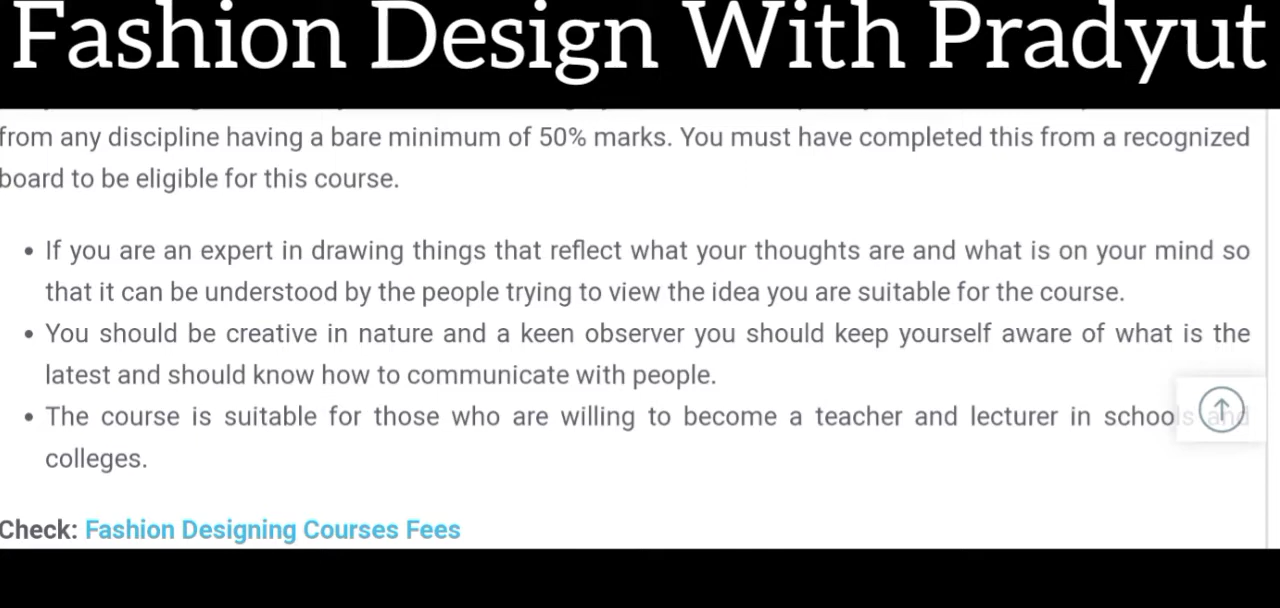 Fashion Design With Pradyut
from any discipline having a bare minimum of 50% marks. You must have completed this from a recognized
board to be eligible for this course.
• If you are an expert in drawing things that reflect what your thoughts are and what is on your mind so
that it can be understood by the people trying to view the idea you are suitable for the course.
• You should be creative in nature and a keen observer you should keep yourself aware of what is the
latest and should know how to communicate with people.
• The course is suitable for those who are willing to become a teacher and lecturer in schools and
colleges.
Check: Fashion Designing Courses Fees